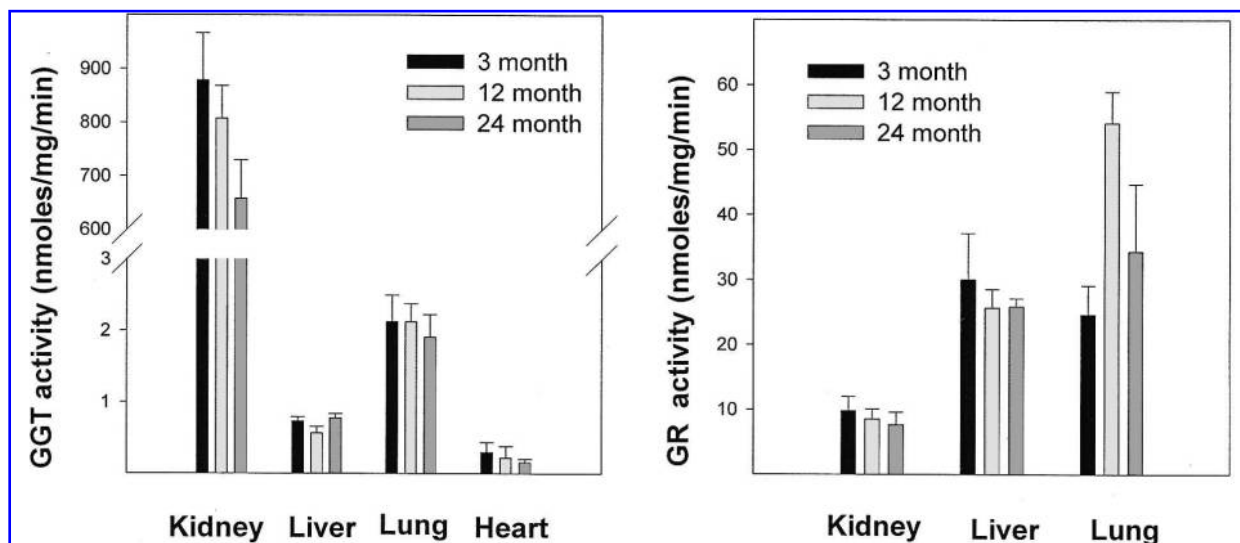 GGT activity (nmoles/mg/min)
900
800
700
600
3
2
1
3 month
12 month
24 month
Kidney Liver Lung Heart
GR activity (nmoles/mg/min)
60
50
40
30
20
10
3 month
12 month
24 month
Kidney Liver Lung